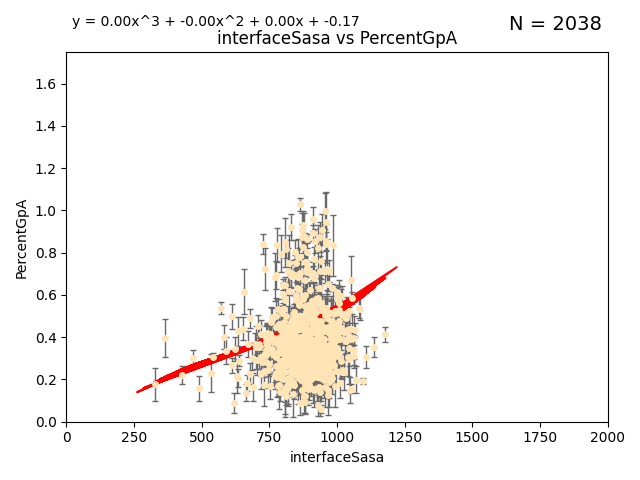 y = 0.00x^3 + -0.00x^2 + 0.00x + -0.17
N = 2038
interfaceSasa vs PercentGpA
PercentGpA
1.6
1.4
1.2
1.0
0.8
0.6
0.4
0.2
0.0
0 250 500 750 1000 1250 1500 1750 2000
interfaceSasa